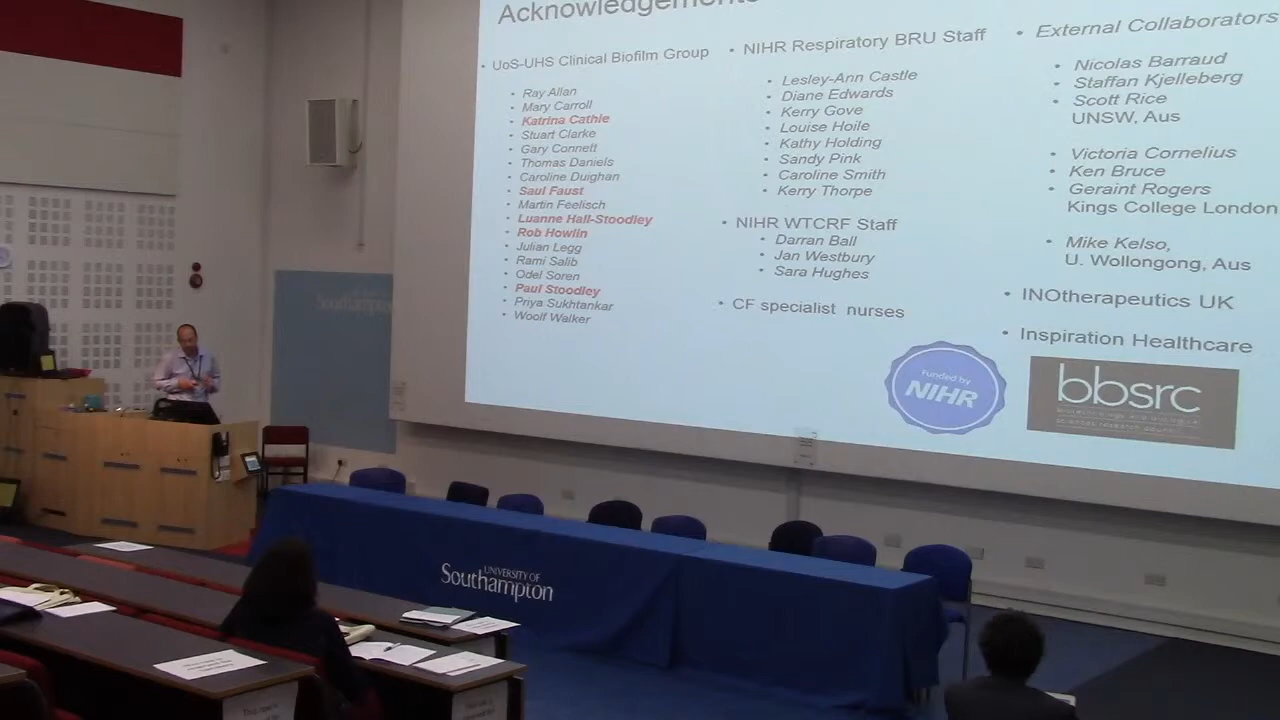 Acknowledgements
• UoS-UHS Clinical Biofilm Group
• Ray Allan
• Mary Carroll
• Katrina Cathie
• Stuart Clarke
• Gary Connett
• Thomas Daniels
• Caroline Duighan
• Saul Faust
• Martin Feelisch
• Luanne Hall-Stoodley
• Rob Howlin
• Julian Legg
• Rami Salib
• Odel Soren
• Paul Stoodley
• Priya Sukhtankar
• Woolf Walker
• NIHR Respiratory BRU Staff
• Lesley-Ann Castle
• Diane Edwards
• Kerry Gove
• Louise Hoile
• Kathy Holding
• Sandy Pink
• Caroline Smith
• Kerry Thorpe
• NIHR WTCRF Staff
• Darran Ball
• Jan Westbury
• Sara Hughes
• CF specialist nurses
• External Collaborators
• Nicolas Barraud
• Staffan Kjelleberg
• Scott Rice
UNSW, Aus
• Victoria Cornelius
• Ken Bruce
• Geraint Rogers
Kings College London
• Mike Kelso,
U. Wollongong, Aus
• INOtherapeutics UK
• Inspiration Healthcare
Funded by
NIHR
bbsrc
Southampton
UNIVERSITY OF
Southampton